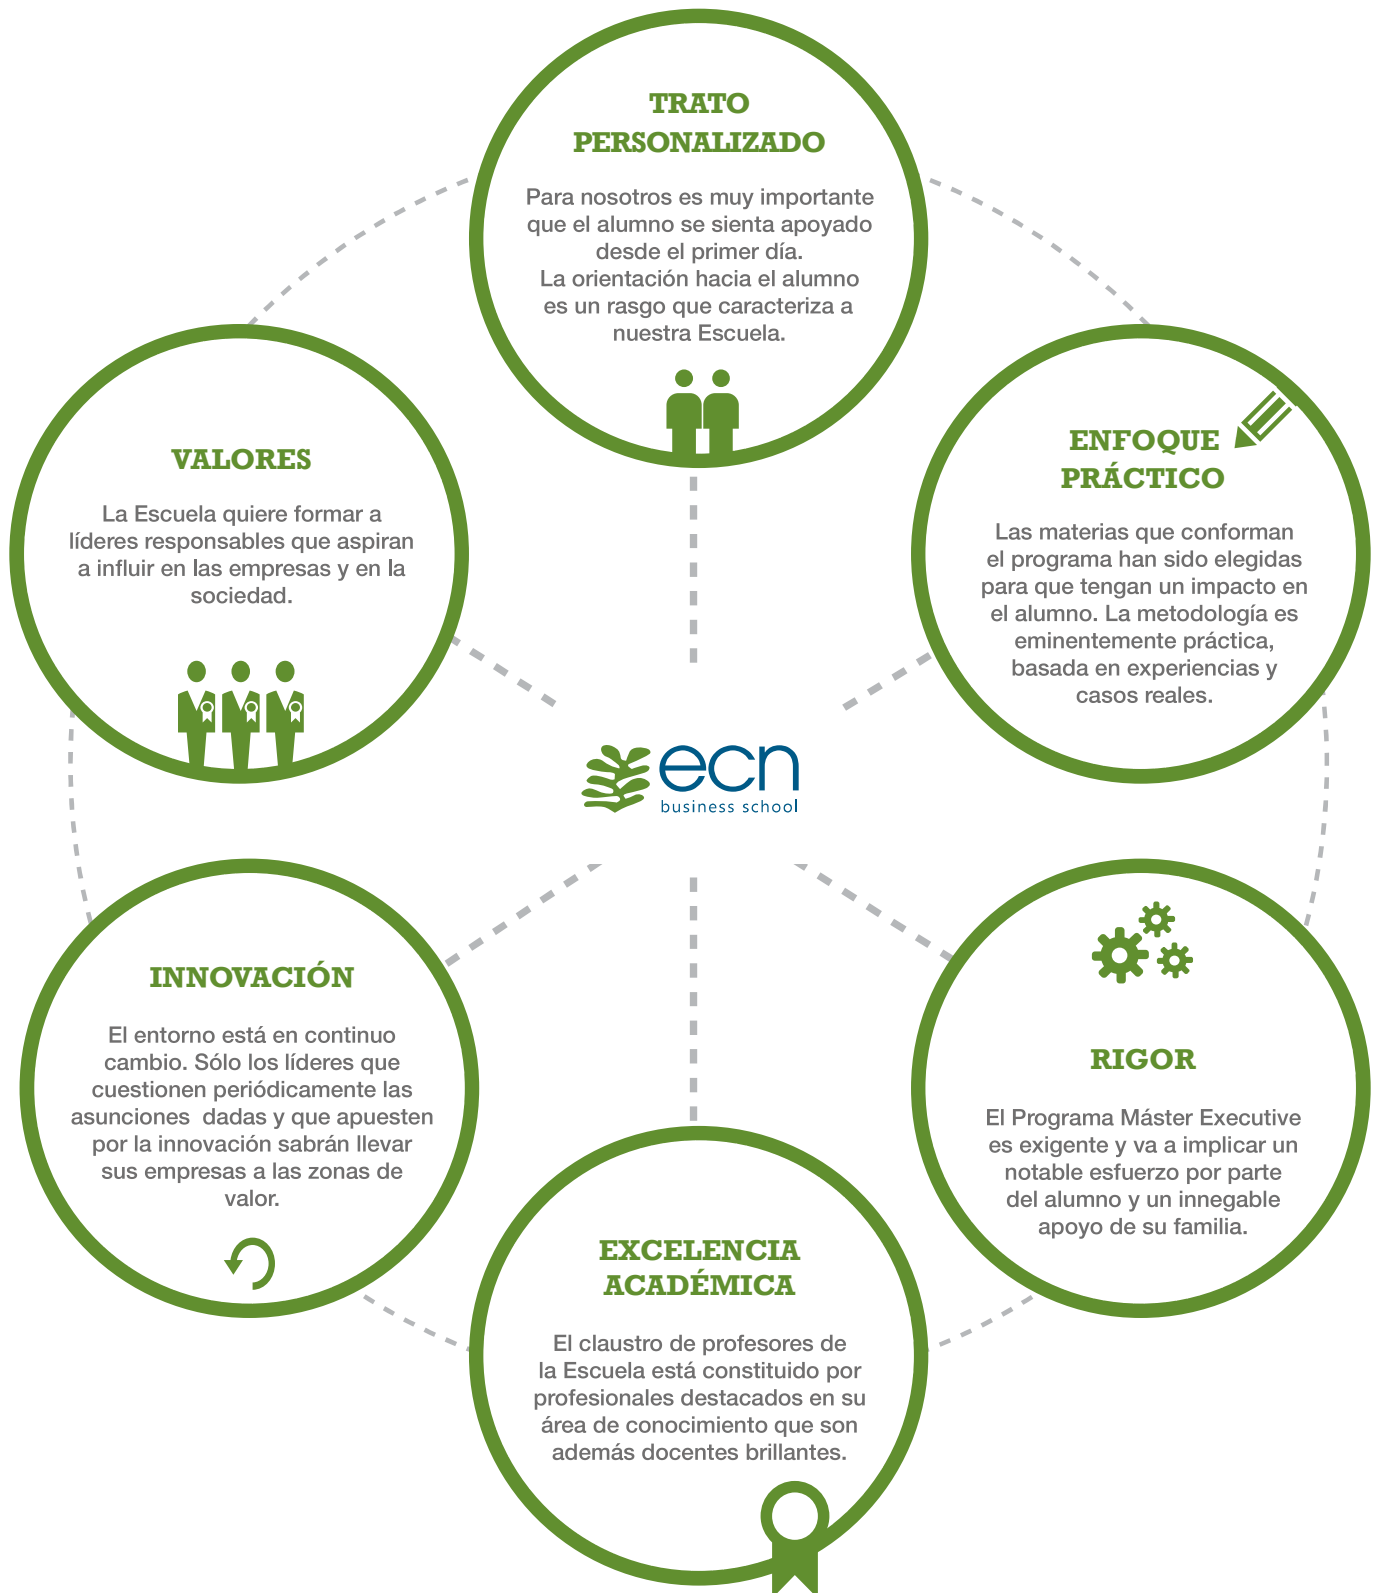 TRATO
PERSONALIZADO
Para nosotros es muy importante
que el alumno se sienta apoyado
desde el primer día.
La orientación hacia el alumno
es un rasgo que caracteriza a
nuestra Escuela.
VALORES
La Escuela quiere formar a
líderes responsables que aspiran
a influir en las empresas y en la
sociedad.
ENFOQUE
PRÁCTICO
Las materias que conforman
el programa han sido elegidas
para que tengan un impacto en
el alumno. La metodología es
eminentemente práctica,
basada en experiencias y
casos reales.
ecn
business school
INNOVACIÓN
El entorno está en continuo
cambio. Sólo los líderes que
cuestionen periódicamente las
asunciones  dadas y que apuesten
por la innovación sabrán llevar
sus empresas a las zonas de
valor.
RIGOR
El Programa Máster Executive
es exigente y va a implicar un
notable esfuerzo por parte
del alumno y un innegable
apoyo de su familia.
EXCELENCIA
ACADÉMICA
El claustro de profesores de
la Escuela está constituido por
profesionales destacados en su
área de conocimiento que son
además docentes brillantes.